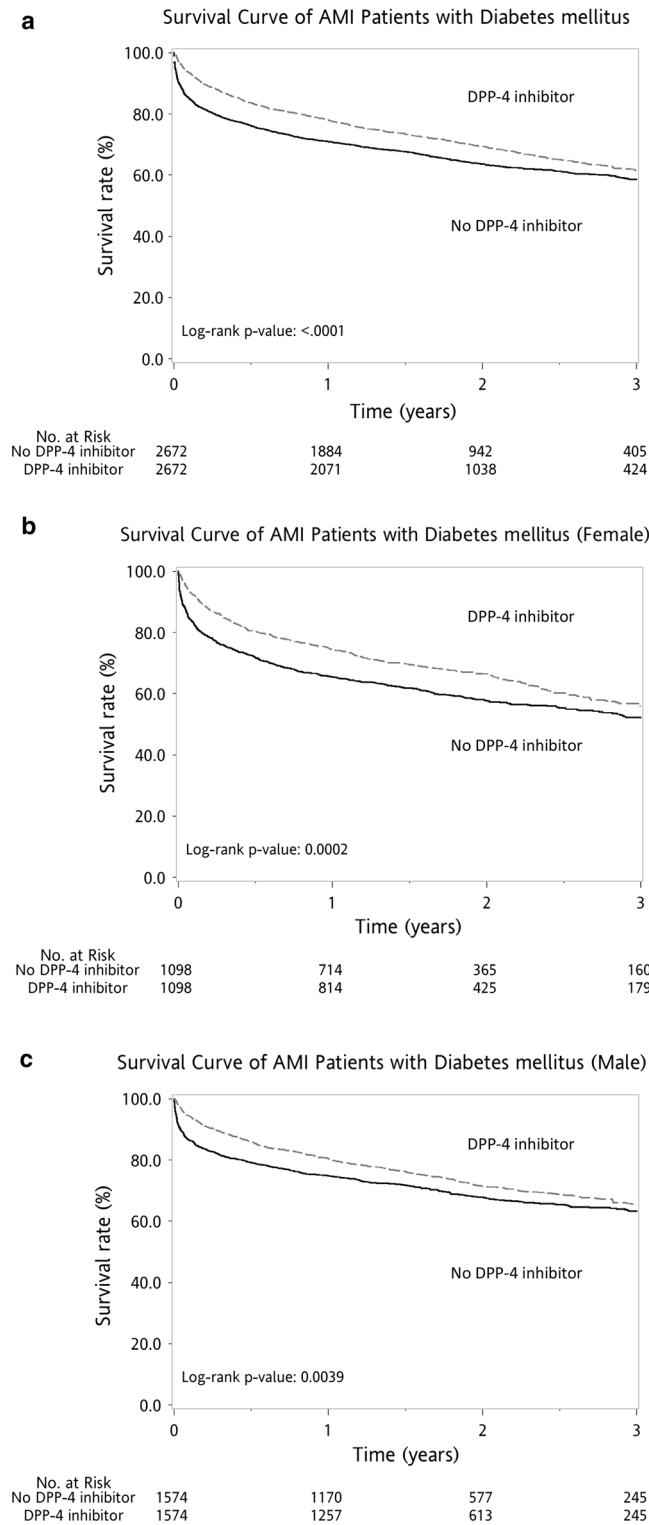 a
Survival Curve of AMI Patients with Diabetes mellitus
100.0
80.0
60.0
40.0
20.0
0.0
Survival rate (%)
DPP-4 inhibitor
No DPP-4 inhibitor
Log-rank p-value: <.0001
0 1 2 3
Time (years)
No. at Risk
No DPP-4 inhibitor 2672 1884 942 405
DPP-4 inhibitor 2672 2071 1038 424
b
Survival Curve of AMI Patients with Diabetes mellitus (Female)
100.0
80.0
60.0
40.0
20.0
0.0
Survival rate (%)
DPP-4 inhibitor
No DPP-4 inhibitor
Log-rank p-value: 0.0002
0 1 2 3
Time (years)
No. at Risk
No DPP-4 inhibitor 1098 714 365 160
DPP-4 inhibitor 1098 814 425 179
c
Survival Curve of AMI Patients with Diabetes mellitus (Male)
100.0
80.0
60.0
40.0
20.0
0.0
Survival rate (%)
DPP-4 inhibitor
No DPP-4 inhibitor
Log-rank p-value: 0.0039
0 1 2 3
Time (years)
No. at Risk
No DPP-4 inhibitor 1574 1170 577 245
DPP-4 inhibitor 1574 1257 613 245